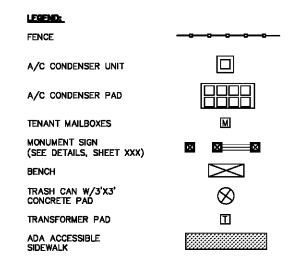 LEGEND:
FENCE
A/C CONDENSER UNIT
A/C CONDENSER PAD
TENANT MAILBOXES
M
MONUMENT SIGN
(SEE DETAILS, SHEET XXX)
BENCH
TRASH CAN W/3'X3'
CONCRETE PAD
TRANSFORMER PAD
T
ADA ACCESSIBLE
SIDEWALK